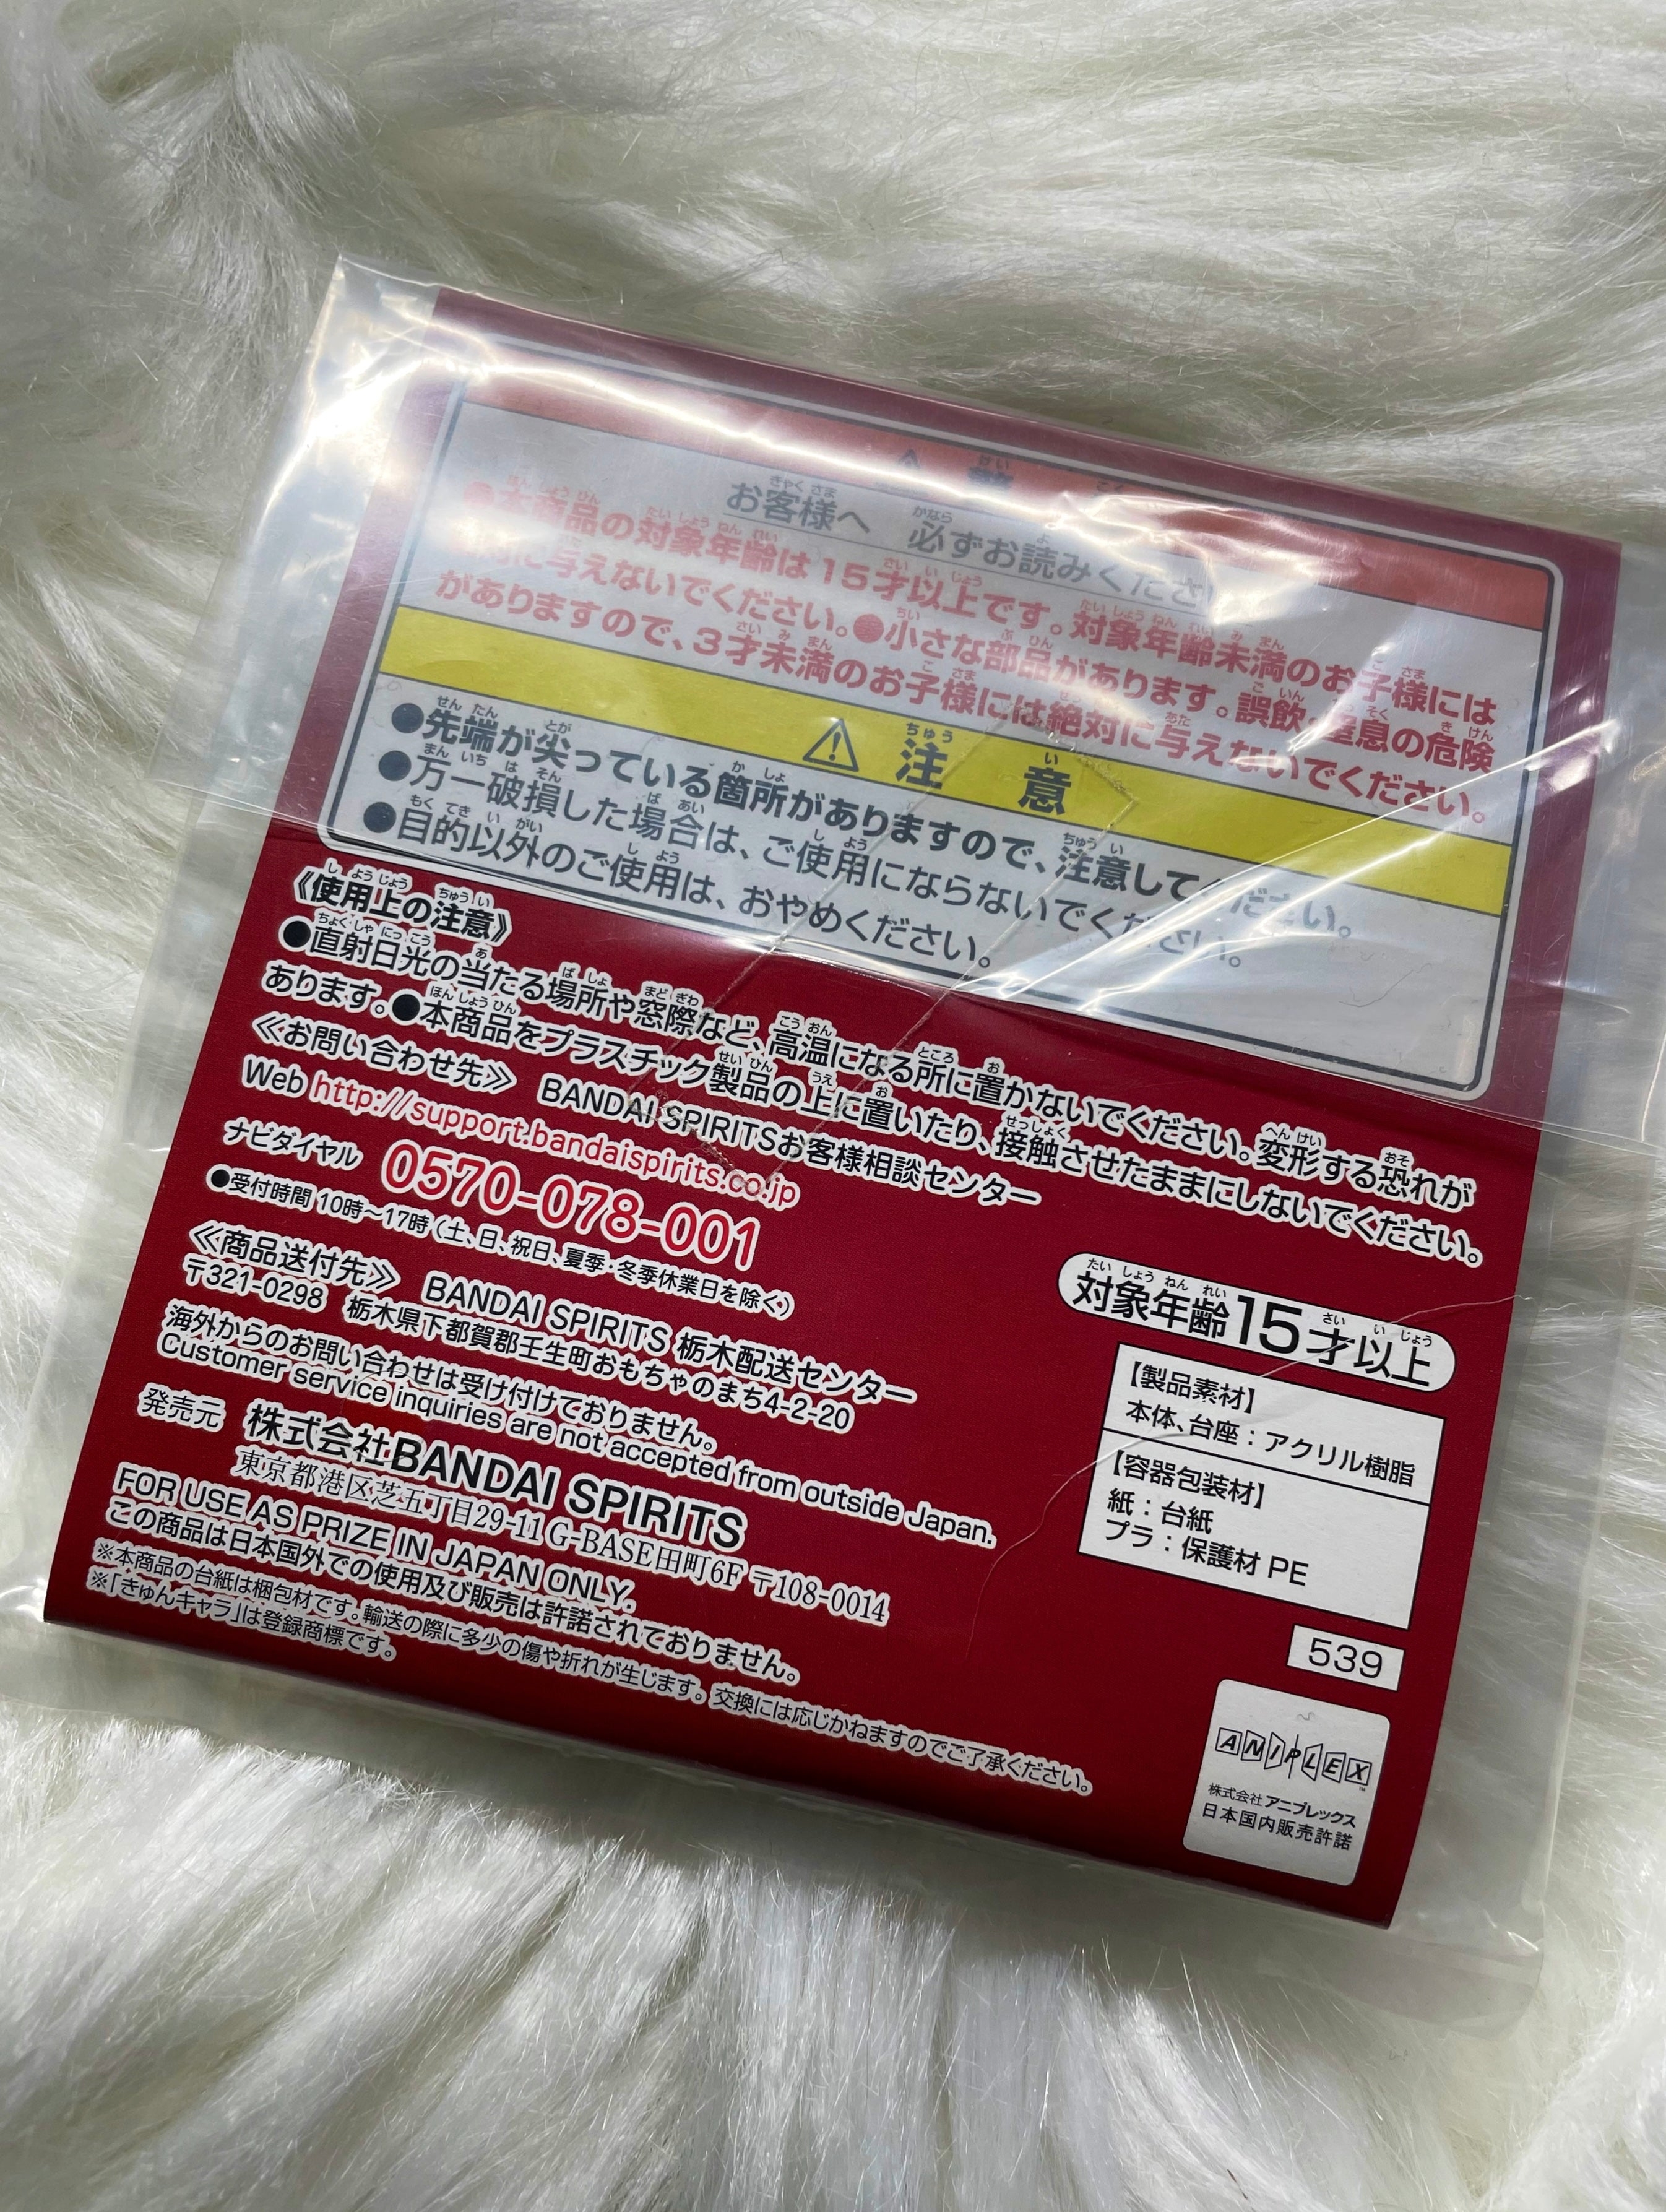 警
お客様へ 必ずお読みくださ
●本商品の対象年齢は15才以上です。対象年齢未満のお子様には
絶対に与えないでください。●小さな部品があります。誤飲・窒息の危険
がありますので、3才未満のお子様には絶対に与えないでください。
⚠ 注意
●先端が尖っている箇所がありますので、注意してください。
●万一破損した場合は、ご使用にならないでください。
●目的以外のご使用は、おやめください。
《使用上の注意》
●直射日光の当たる場所や窓際など、高温になる所に置かないでください。変形する恐れが
あります。●本商品をプラスチック製品の上に置いたり、接触させたままにしないでください。
≪お問い合わせ先≫ BANDAI SPIRITSお客様相談センター
Web http://support.bandaispirits.co.jp
ナビダイヤル 0570-078-001
●受付時間10時～17時(土、日、祝日、夏季・冬季休業日を除く)
≪商品送付先≫ BANDAI SPIRITS 栃木配送センター
〒321-0298 栃木県下都賀郡壬生町おもちゃのまち4-2-20
海外からのお問い合わせは受け付けておりません。
Customer service inquiries are not accepted from outside Japan.
発売元 株式会社BANDAI SPIRITS
東京都港区芝五丁目29-11 G-BASE田町6F 〒108-0014
FOR USE AS PRIZE IN JAPAN ONLY.
この商品は日本国外での使用及び販売は許諾されておりません。
※本商品の台紙は梱包材です。輸送の際に多少の傷や折れが生じます。交換には応じかねますのでご了承ください。
※「きゅんキャラ」は登録商標です。
対象年齢15才以上
【製品素材】
本体、台座：アクリル樹脂
【容器包装材】
紙：台紙
プラ：保護材 PE
539
ANIPLEX™
株式会社アニプレックス
日本国内販売許諾